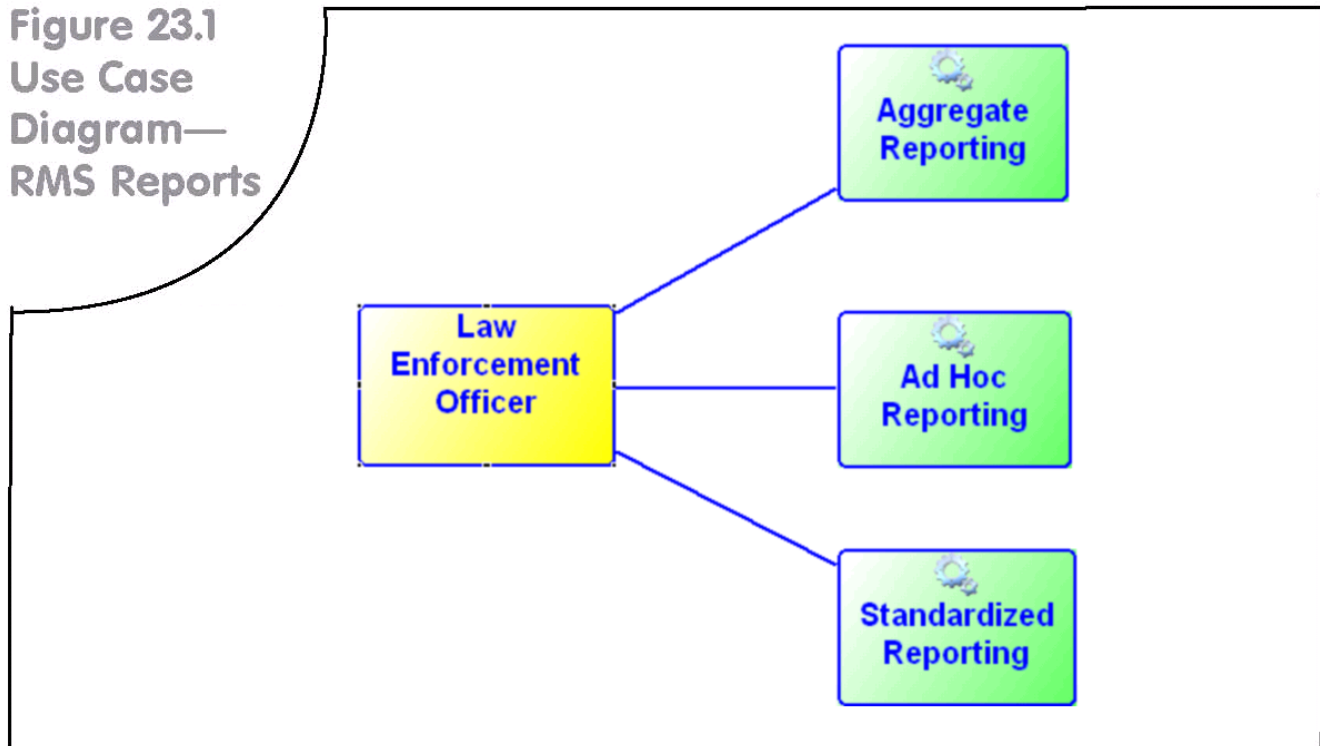 Figure 23.1
Use Case
Diagram—
RMS Reports
Aggregate
Reporting
Law
Enforcement
Officer
Ad Hoc
Reporting
Standardized
Reporting